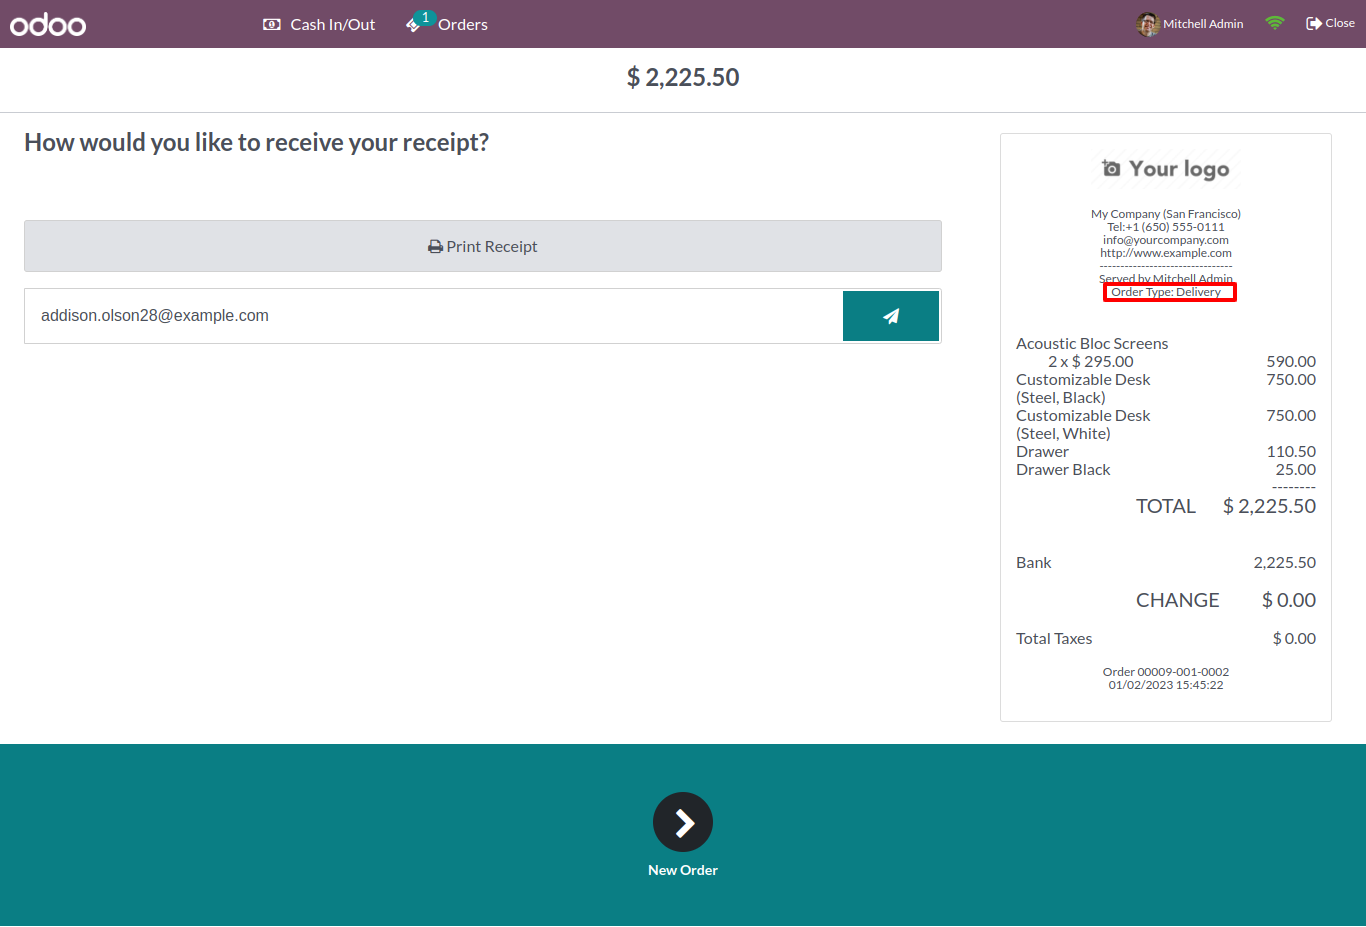 odoo
Cash In/Out
1
Orders
Mitchell Admin
Close
$ 2,225.50
How would you like to receive your receipt?
Print Receipt
addison.olson28@example.com
Your logo
My Company (San Francisco)
Tel:+1 (650) 555-0111
info@yourcompany.com
http://www.example.com
--------------------------------
Served by Mitchell Admin
Order Type: Delivery
Acoustic Bloc Screens
2 x $ 295.00 590.00
Customizable Desk 750.00
(Steel, Black)
Customizable Desk 750.00
(Steel, White)
Drawer 110.50
Drawer Black 25.00
--------
TOTAL $ 2,225.50
Bank 2,225.50
CHANGE $ 0.00
Total Taxes $ 0.00
Order 00009-001-0002
01/02/2023 15:45:22
New Order